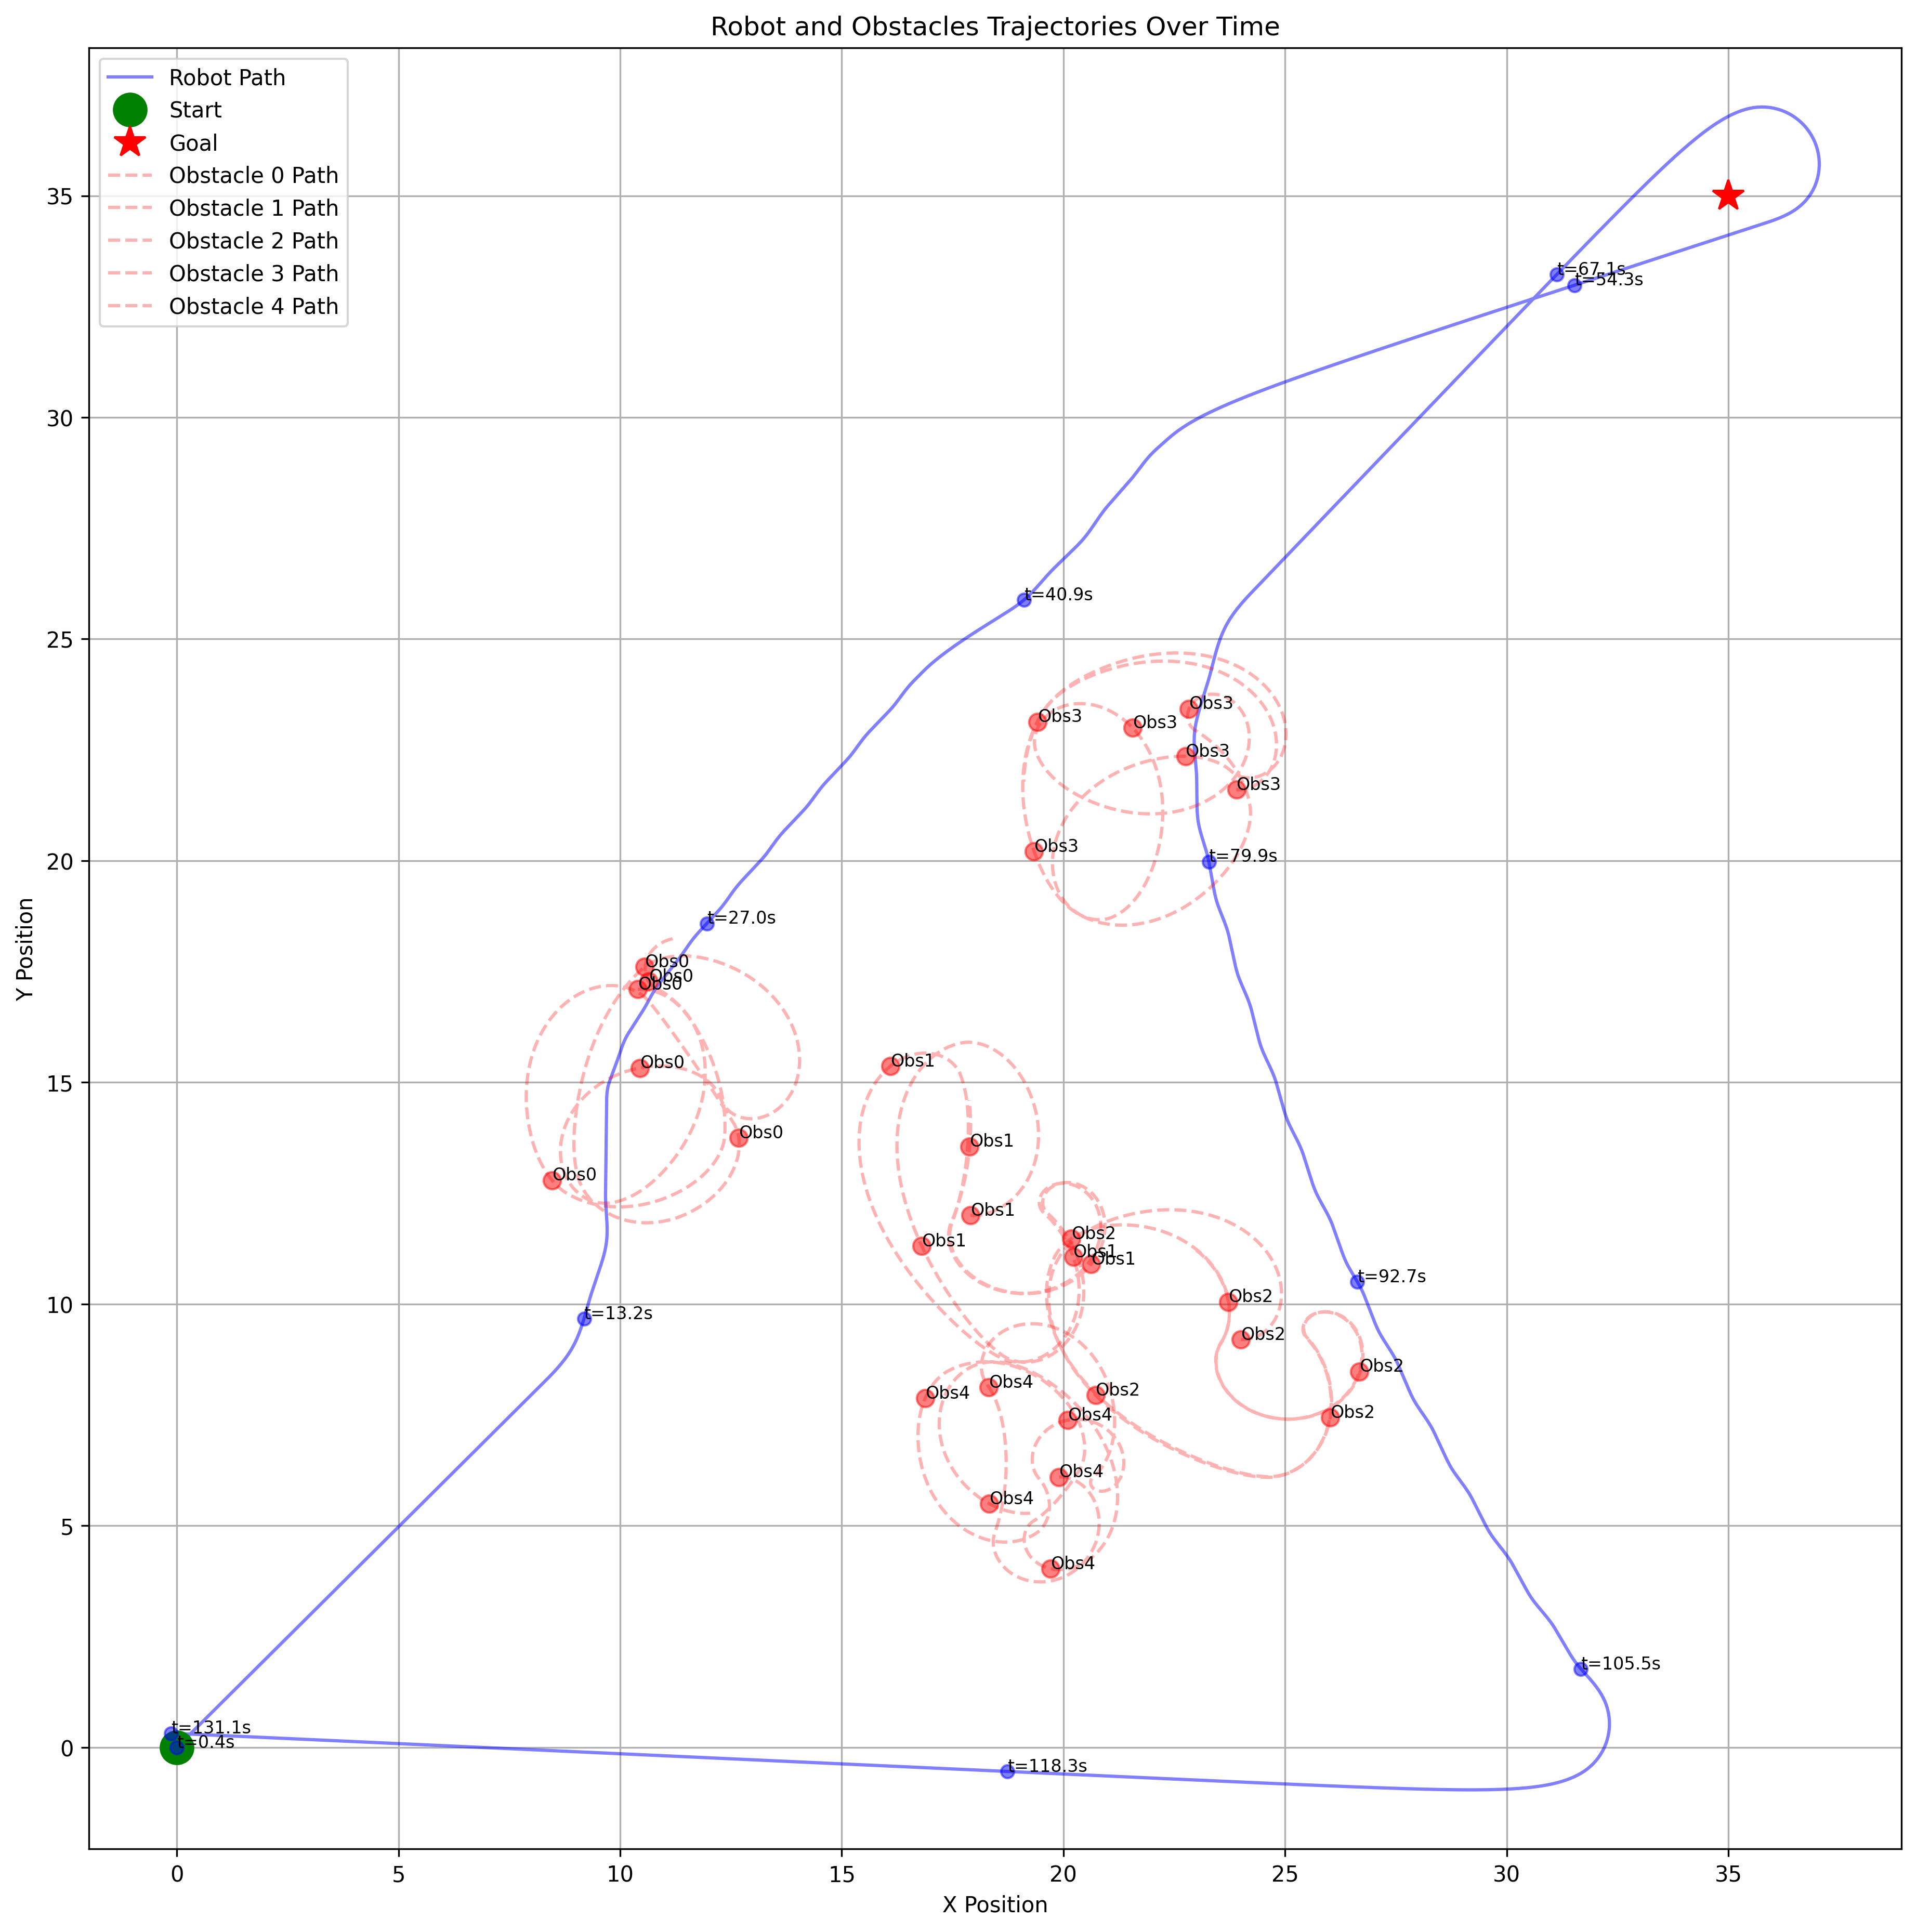 Robot and Obstacles Trajectories Over Time
Robot Path
Start
Goal
Obstacle 0 Path
Obstacle 1 Path
Obstacle 2 Path
Obstacle 3 Path
Obstacle 4 Path
35
30
25
20
15
10
5
0
Y Position
t=67.1s
t=54.3s
t=40.9s
Obs3
Obs3
Obs3
Obs3
Obs3
Obs3
t=79.9s
t=27.0s
Obs0
Obs0
Obs0
Obs0
Obs0
Obs0
Obs1
Obs1
Obs1
Obs1
Obs2
Obs1
Obs1
t=92.7s
t=13.2s
Obs2
Obs2
Obs2
Obs2
Obs2
Obs4
Obs4
Obs4
Obs4
Obs4
Obs4
t=105.5s
t=131.1s
t=0.4s
t=118.3s
0 5 10 15 20 25 30 35
X Position